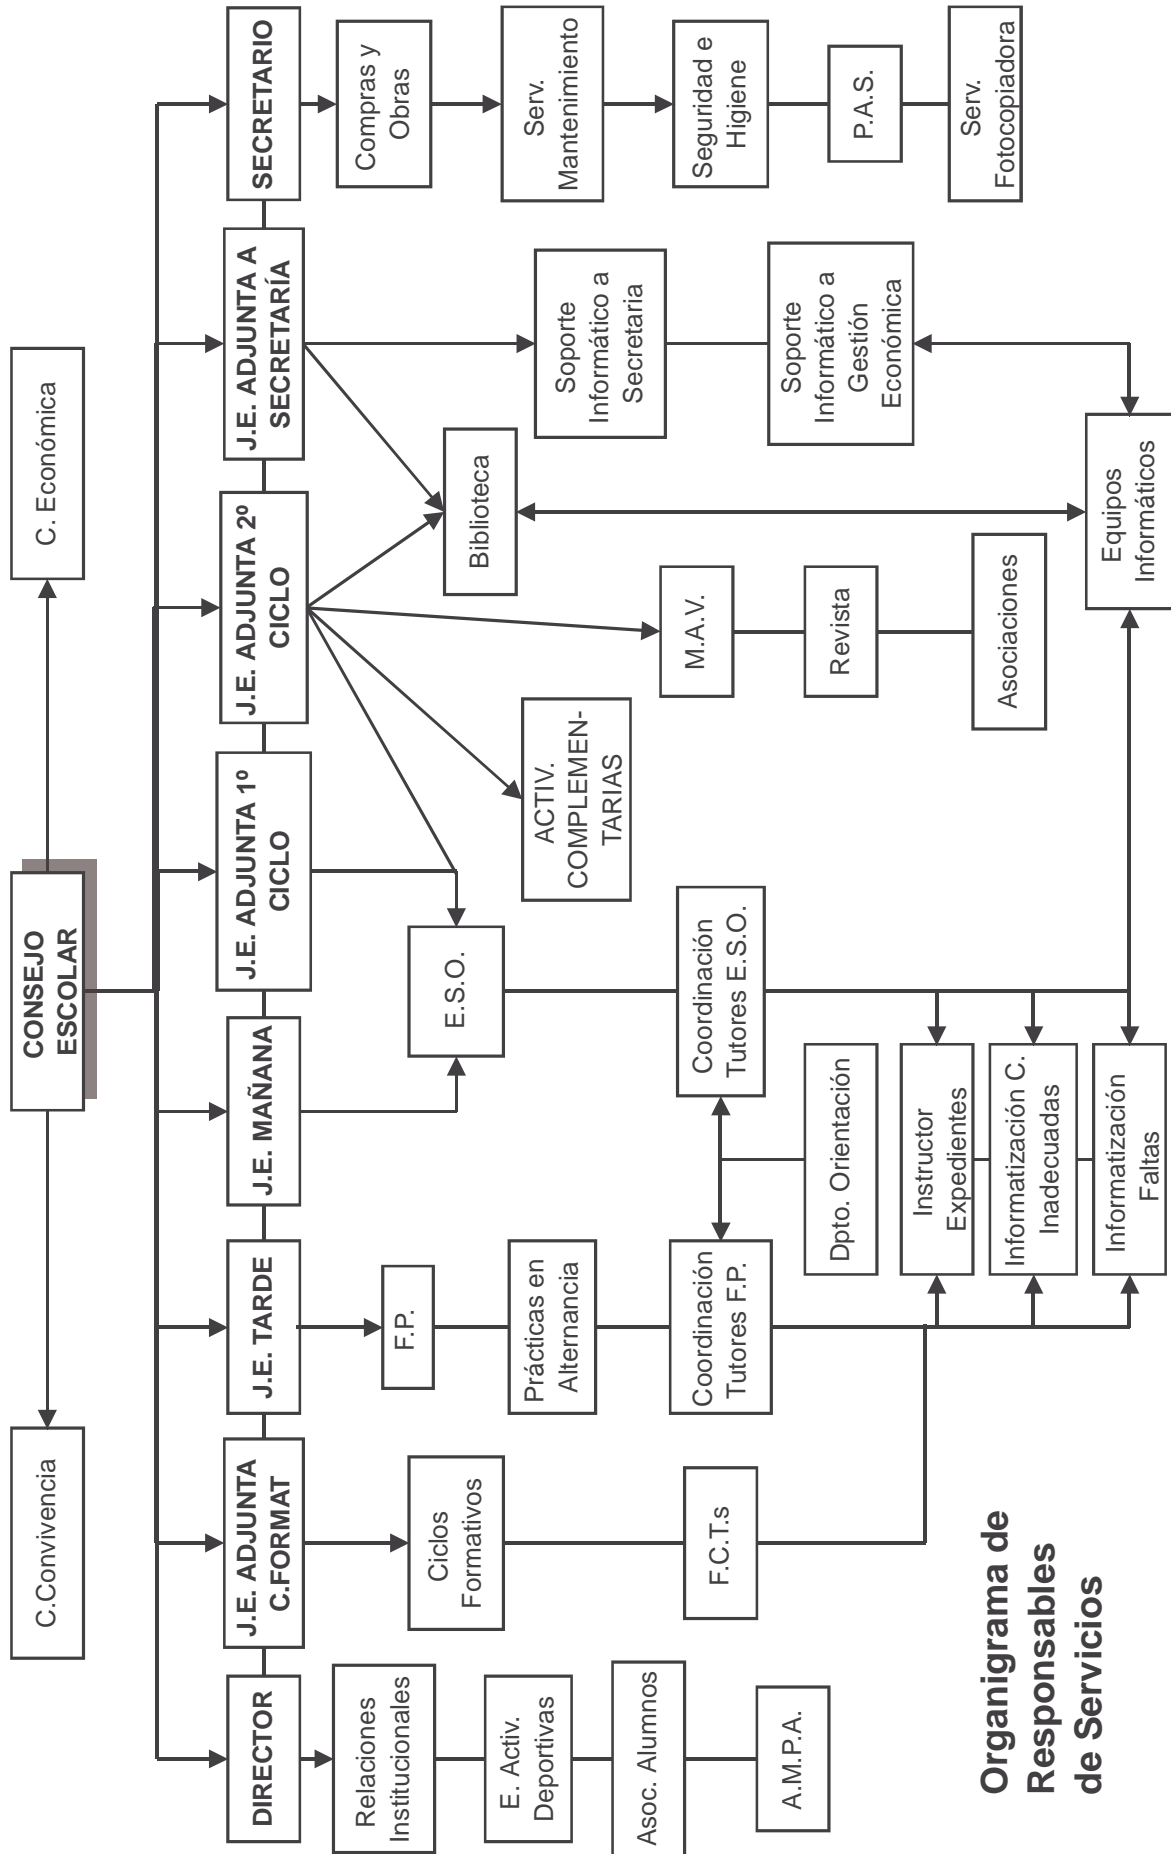 C.Convivencia
CONSEJO
ESCOLAR
C. Económica
DIRECTOR
J.E. ADJUNTA
C.FORMAT
J.E. TARDE
J.E. MAÑANA
J.E. ADJUNTA 1º
CICLO
J.E. ADJUNTA 2º
CICLO
J.E. ADJUNTA A
SECRETARÍA
SECRETARIO
Relaciones
Institucionales
E. Activ.
Deportivas
Asoc. Alumnos
A.M.P.A.
Ciclos
Formativos
F.C.T.s
F.P.
Prácticas en
Alternancia
Coordinación
Tutores F.P.
E.S.O.
Coordinación
Tutores E.S.O.
Dpto. Orientación
Instructor
Expedientes
Informatización C.
Inadecuadas
Informatización
Faltas
ACTIV.
COMPLEMEN-
TARIAS
M.A.V.
Revista
Asociaciones
Biblioteca
Soporte
Informático a
Secretaria
Soporte
Informático a
Gestión
Económica
Equipos
Informáticos
Compras y
Obras
Serv.
Mantenimiento
Seguridad e
Higiene
P.A.S.
Serv.
Fotocopiadora
Organigrama de
Responsables
de Servicios